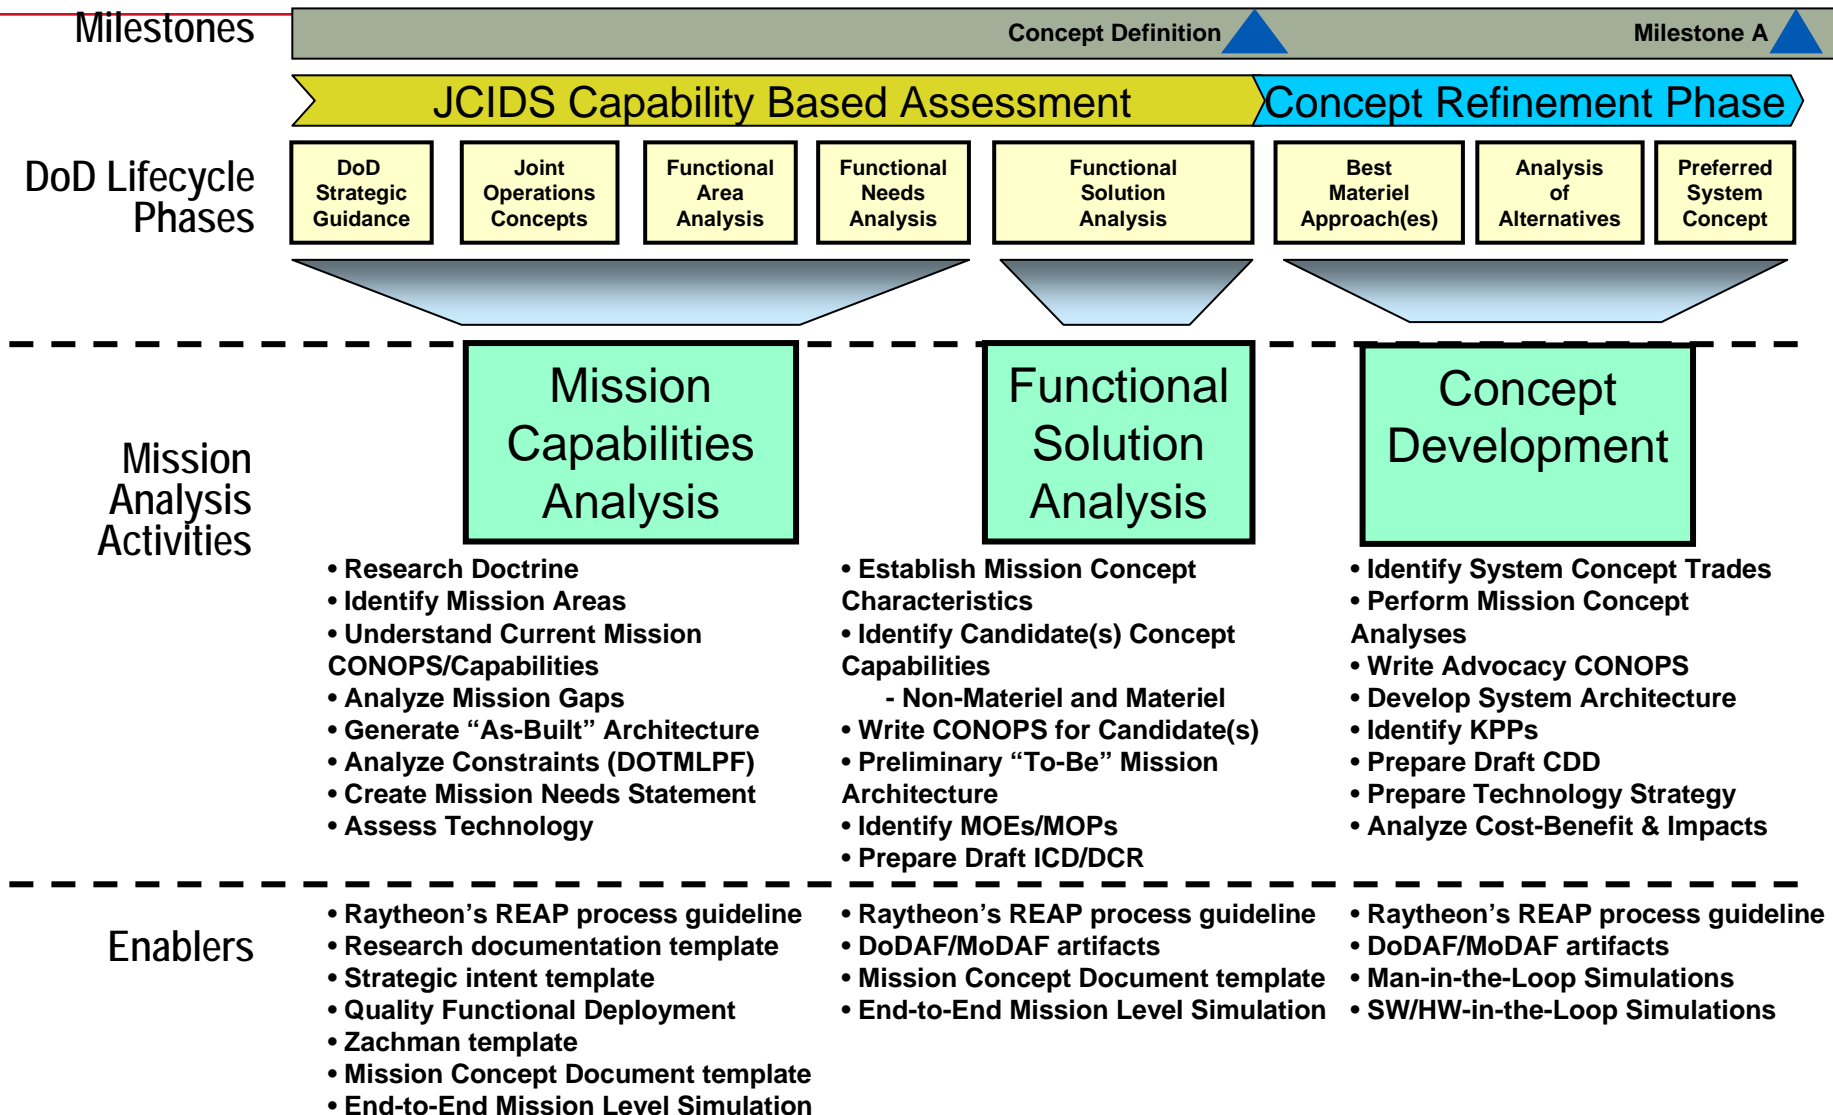 Milestones
Concept Definition
Milestone A
JCIDS Capability Based Assessment
Concept Refinement Phase
DoD Lifecycle
Phases
DoD
Strategic
Guidance
Joint
Operations
Concepts
Functional
Area
Analysis
Functional
Needs
Analysis
Functional
Solution
Analysis
Best
Materiel
Approach(es)
Analysis
of
Alternatives
Preferred
System
Concept
Mission
Analysis
Activities
Mission
Capabilities
Analysis
• Research Doctrine
• Identify Mission Areas
• Understand Current Mission
CONOPS/Capabilities
• Analyze Mission Gaps
• Generate “As-Built” Architecture
• Analyze Constraints (DOTMLPF)
• Create Mission Needs Statement
• Assess Technology
Functional
Solution
Analysis
• Establish Mission Concept
Characteristics
• Identify Candidate(s) Concept
Capabilities
- Non-Materiel and Materiel
• Write CONOPS for Candidate(s)
• Preliminary “To-Be” Mission
Architecture
• Identify MOEs/MOPs
• Prepare Draft ICD/DCR
Concept
Development
• Identify System Concept Trades
• Perform Mission Concept
Analyses
• Write Advocacy CONOPS
• Develop System Architecture
• Identify KPPs
• Prepare Draft CDD
• Prepare Technology Strategy
• Analyze Cost-Benefit & Impacts
Enablers
• Raytheon’s REAP process guideline
• Research documentation template
• Strategic intent template
• Quality Functional Deployment
• Zachman template
• Mission Concept Document template
• End-to-End Mission Level Simulation
• Raytheon’s REAP process guideline
• DoDAF/MoDAF artifacts
• Mission Concept Document template
• End-to-End Mission Level Simulation
• Raytheon’s REAP process guideline
• DoDAF/MoDAF artifacts
• Man-in-the-Loop Simulations
• SW/HW-in-the-Loop Simulations